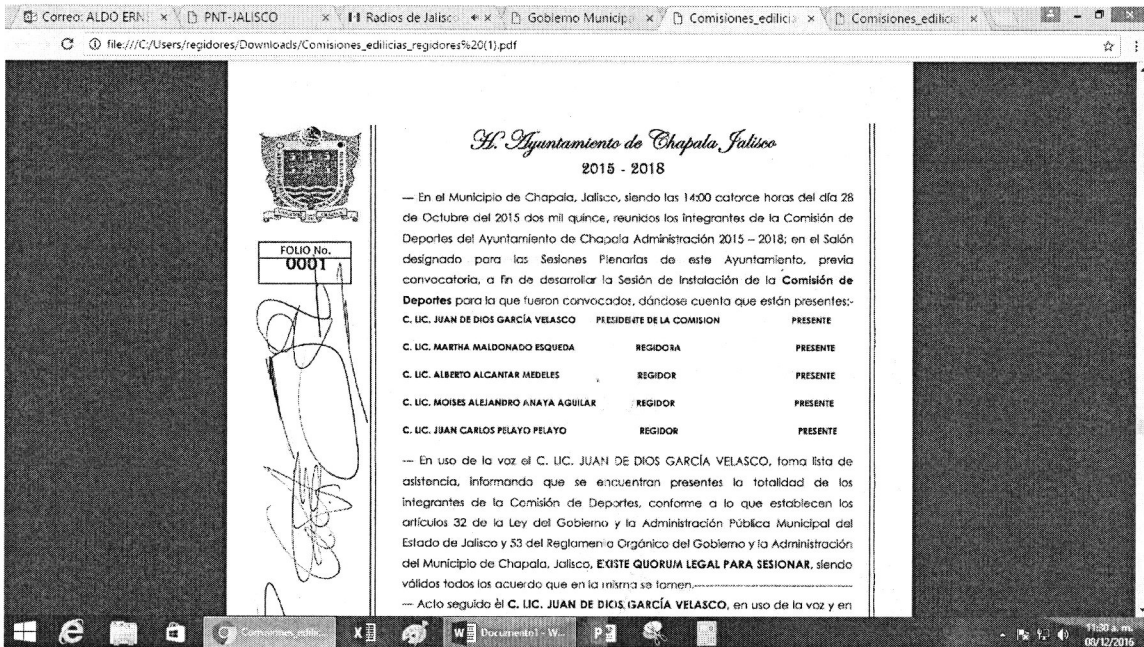 Correo: ALDO ERN
PNT-JALISCO
Radios de Jalisc
Gobierno Municipa
Comisiones_edilicia
Comisiones_edilic
file:///C:/Users/regidores/Downloads/Comisiones_edilicias_regidores%20(1).pdf
H. Ayuntamiento de Chapala, Jalisco
2015 - 2018
FOLIO No.
0001
--- En el Municipio de Chapala, Jalisco, siendo las 14:00 catorce horas del día 28
de Octubre del 2015 dos mil quince, reunidos los integrantes de la Comisión de
Deportes del Ayuntamiento de Chapala Administración 2015 – 2018; en el Salón
designado para las Sesiones Plenarias de este Ayuntamiento, previa
convocatoria, a fin de desarrollar la Sesión de Instalación de la Comisión de
Deportes para la que fueron convocados, dándose cuenta que están presentes:-
C. LIC. JUAN DE DIOS GARCÍA VELASCO PRESIDENTE DE LA COMISION PRESENTE
C. LIC. MARTHA MALDONADO ESQUEDA REGIDORA PRESENTE
C. LIC. ALBERTO ALCANTAR MEDELES REGIDOR PRESENTE
C. LIC. MOISES ALEJANDRO ANAYA AGUILAR REGIDOR PRESENTE
C. LIC. JUAN CARLOS PELAYO PELAYO REGIDOR PRESENTE
--- En uso de la voz el C. LIC. JUAN DE DIOS GARCÍA VELASCO, toma lista de
asistencia, informando que se encuentran presentes la totalidad de los
integrantes de la Comisión de Deportes, conforme a lo que establecen los
artículos 32 de la Ley del Gobierno y la Administración Pública Municipal del
Estado de Jalisco y 53 del Reglamento Orgánico del Gobierno y la Administración
del Municipio de Chapala, Jalisco, EXISTE QUORUM LEGAL PARA SESIONAR, siendo
válidos todos los acuerdo que en la misma se tomen.---
--- Acto seguido él C. LIC. JUAN DE DIOS GARCÍA VELASCO, en uso de la voz y en
Comisiones_edilic...
Documento1 - W...
11:30 a. m.
08/12/2016